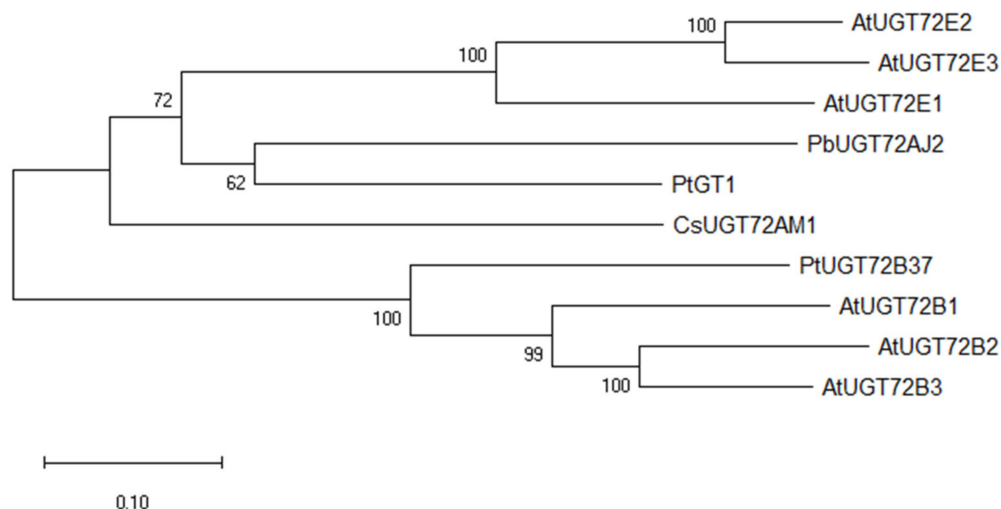 100
AtUGT72E2
AtUGT72E3
100
AtUGT72E1
72
PbUGT72AJ2
62
PtGT1
CsUGT72AM1
PtUGT72B37
100
AtUGT72B1
99
AtUGT72B2
100
AtUGT72B3
0.10